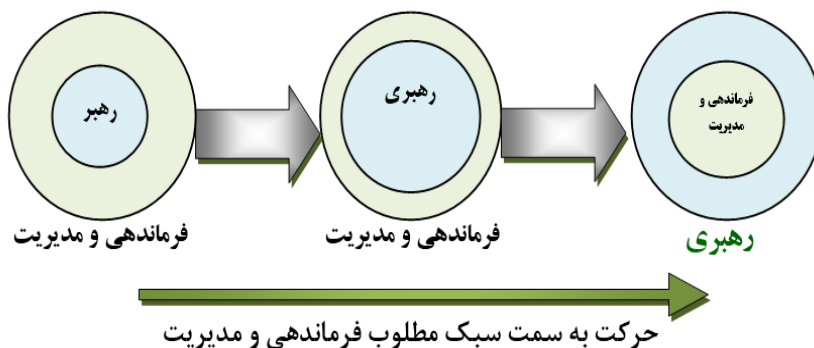 رهبر
فرماندهی و مدیریت
رهبری
فرماندهی و مدیریت
فرماندهی و
مدیریت
رهبری
حرکت به سمت سبک مطلوب فرماندهی و مدیریت